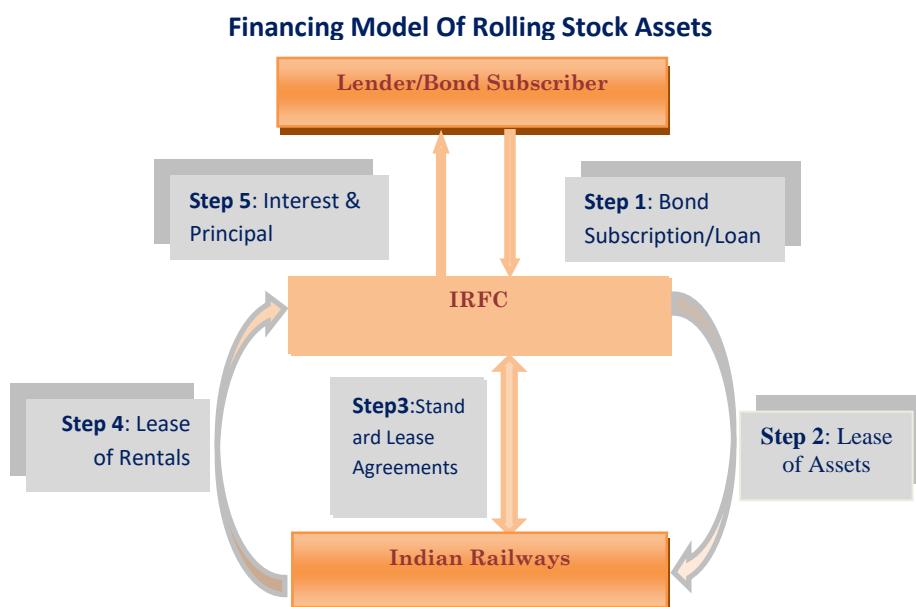 Financing Model Of Rolling Stock Assets
Lender/Bond Subscriber
Step 5: Interest &
Principal
Step 1: Bond
Subscription/Loan
IRFC
Step 4: Lease
of Rentals
Step3:Stand
ard Lease
Agreements
Step 2: Lease
of Assets
Indian Railways